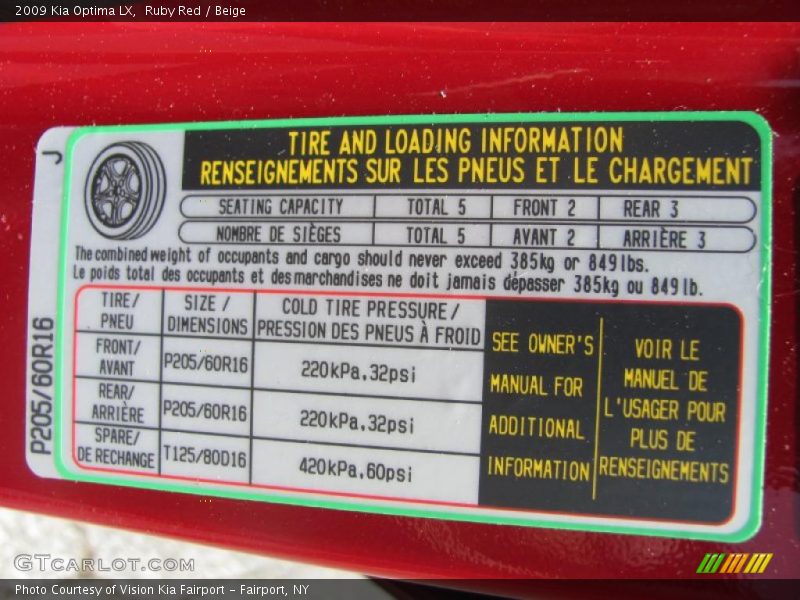 2009 Kia Optima LX, Ruby Red / Beige
J
TIRE AND LOADING INFORMATION
RENSEIGNEMENTS SUR LES PNEUS ET LE CHARGEMENT
SEATING CAPACITY TOTAL 5 FRONT 2 REAR 3
NOMBRE DE SIÈGES TOTAL 5 AVANT 2 ARRIÈRE 3
The combined weight of occupants and cargo should never exceed 385kg or 849lbs.
Le poids total des occupants et des marchandises ne doit jamais dépasser 385kg ou 849lb.
P205/60R16
TIRE/
PNEU
SIZE /
DIMENSIONS
COLD TIRE PRESSURE/
PRESSION DES PNEUS À FROID
FRONT/
AVANT
P205/60R16
220kPa,32psi
REAR/
ARRIÈRE
P205/60R16
220kPa,32psi
SPARE/
DE RECHANGE
T125/80D16
420kPa,60psi
SEE OWNER'S
MANUAL FOR
ADDITIONAL
INFORMATION
VOIR LE
MANUEL DE
L'USAGER POUR
PLUS DE
RENSEIGNEMENTS
GTCARLOT.COM
Photo Courtesy of Vision Kia Fairport - Fairport, NY